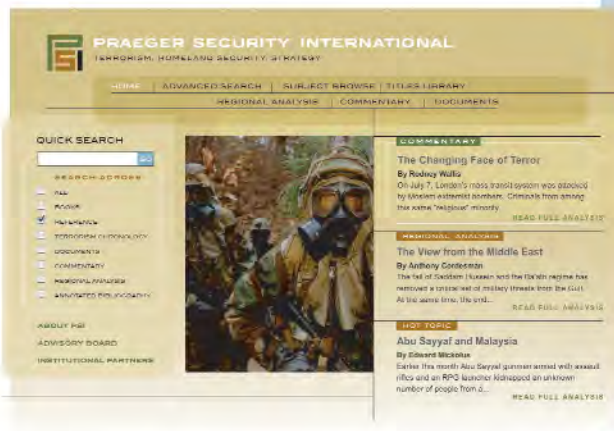 PSI
PRAEGER SECURITY INTERNATIONAL
TERRORISM, HOMELAND SECURITY, STRATEGY
HOME | ADVANCED SEARCH | SUBJECT BROWSE | TITLES LIBRARY
REGIONAL ANALYSIS | COMMENTARY | DOCUMENTS
QUICK SEARCH
GO
SEARCH ACROSS
ALL
BOOKS
REFERENCE
TERRORISM CHRONOLOGY
DOCUMENTS
COMMENTARY
REGIONAL ANALYSIS
ANNOTATED BIBLIOGRAPHY
ABOUT PSI
ADVISORY BOARD
INSTITUTIONAL PARTNERS
COMMENTARY
The Changing Face of Terror
By Rodney Wallis
On July 7, London's mass transit system was attacked
by Moslem extremist bombers. Criminals from among
this same "religious" minority
READ FULL ANALYSIS
REGIONAL ANALYSIS
The View from the Middle East
By Anthony Cordesman
The fall of Saddam Hussein and the Ba'ath regime has
removed a critical set of military threats from the Gulf.
At the same time, the end...
READ FULL ANALYSIS
HOT TOPIC
Abu Sayyaf and Malaysia
By Edward Mickolus
Earlier this month Abu Sayyaf gunmen armed with assault
rifles and an RPG launcher kidnapped an unknown
number of people from a...
READ FULL ANALYSIS